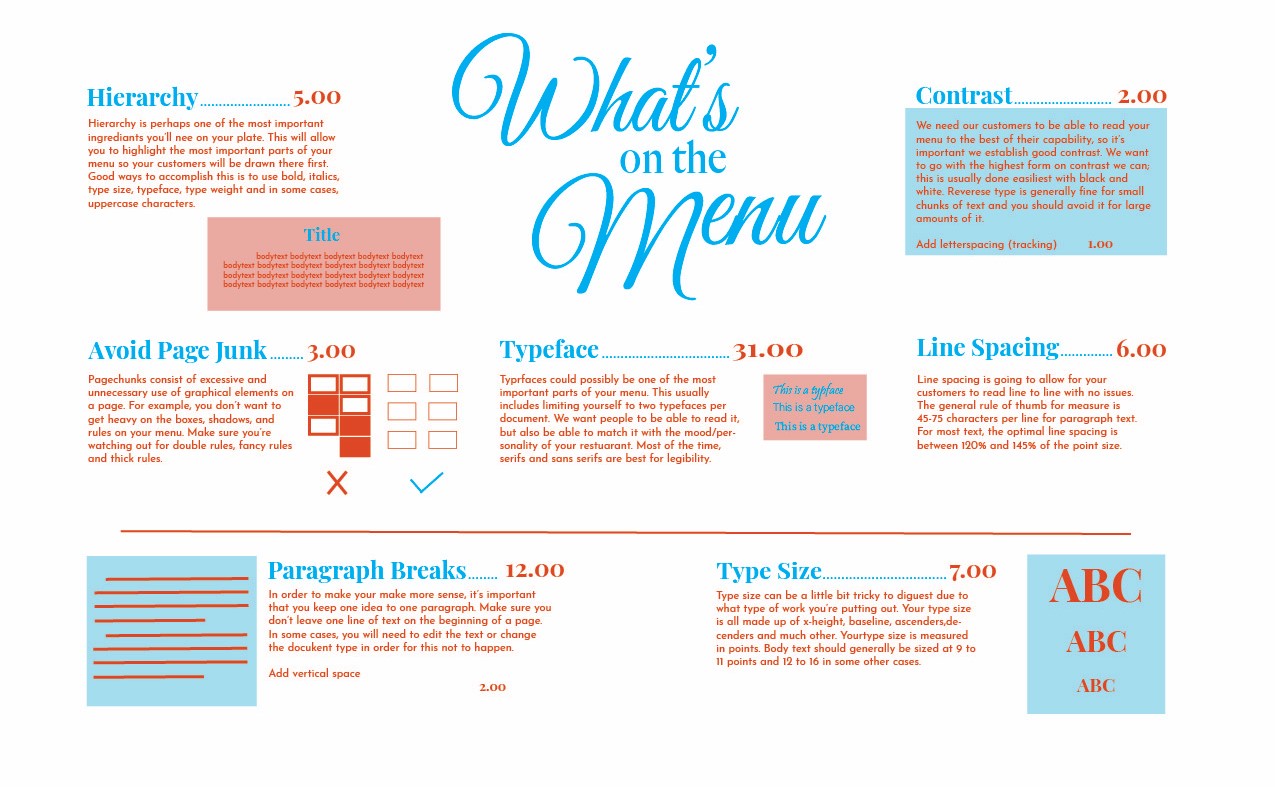 What's
on the
Menu
Hierarchy......................5.00
Hierarchy is perhaps one of the most important
ingrediants you'll nee on your plate. This will allow
you to highlight the most important parts of your
menu so your customers will be drawn there first.
Good ways to accomplish this is to use bold, italics,
type size, typeface, type weight and in some cases,
uppercase characters.
Title
bodytext bodytext bodytext bodytext bodytext
bodytext bodytext bodytext bodytext bodytext bodytext
bodytext bodytext bodytext bodytext bodytext bodytext
bodytext bodytext bodytext bodytext bodytext bodytext
Contrast........................ 2.00
We need our customers to be able to read your
menu to the best of their capability, so it's
important we establish good contrast. We want
to go with the highest form on contrast we can;
this is usually done easiliest with black and
white. Reverese type is generally fine for small
chunks of text and you should avoid it for large
amounts of it.
Add letterspacing (tracking) 1.00
Avoid Page Junk........ 3.00
Pagechunks consist of excessive and
unnecessary use of graphical elements on
a page. For example, you don't want to
get heavy on the boxes, shadows, and
rules on your menu. Make sure you're
watching out for double rules, fancy rules
and thick rules.
Typeface...............................31.00
Typrfaces could possibly be one of the most
important parts of your menu. This usually
includes limiting yourself to two typefaces per
document. We want people to be able to read it,
but also be able to match it with the mood/per-
sonality of your restuarant. Most of the time,
serifs and sans serifs are best for legibility.
This is a typface
This is a typeface
This is a typeface
Line Spacing............. 6.00
Line spacing is going to allow for your
customers to read line to line with no issues.
The general rule of thumb for measure is
45-75 characters per line for paragraph text.
For most text, the optimal line spacing is
between 120% and 145% of the point size.
Paragraph Breaks....... 12.00
In order to make your make more sense, it's important
that you keep one idea to one paragraph. Make sure you
don't leave one line of text on the beginning of a page.
In some cases, you will need to edit the text or change
the docukent type in order for this not to happen.
Add vertical space
2.00
Type Size..............................7.00
Type size can be a little bit tricky to diguest due to
what type of work you're putting out. Your type size
is all made up of x-height, baseline, ascenders,de-
cenders and much other. Yourtype size is measured
in points. Body text should generally be sized at 9 to
11 points and 12 to 16 in some other cases.
ABC
ABC
ABC